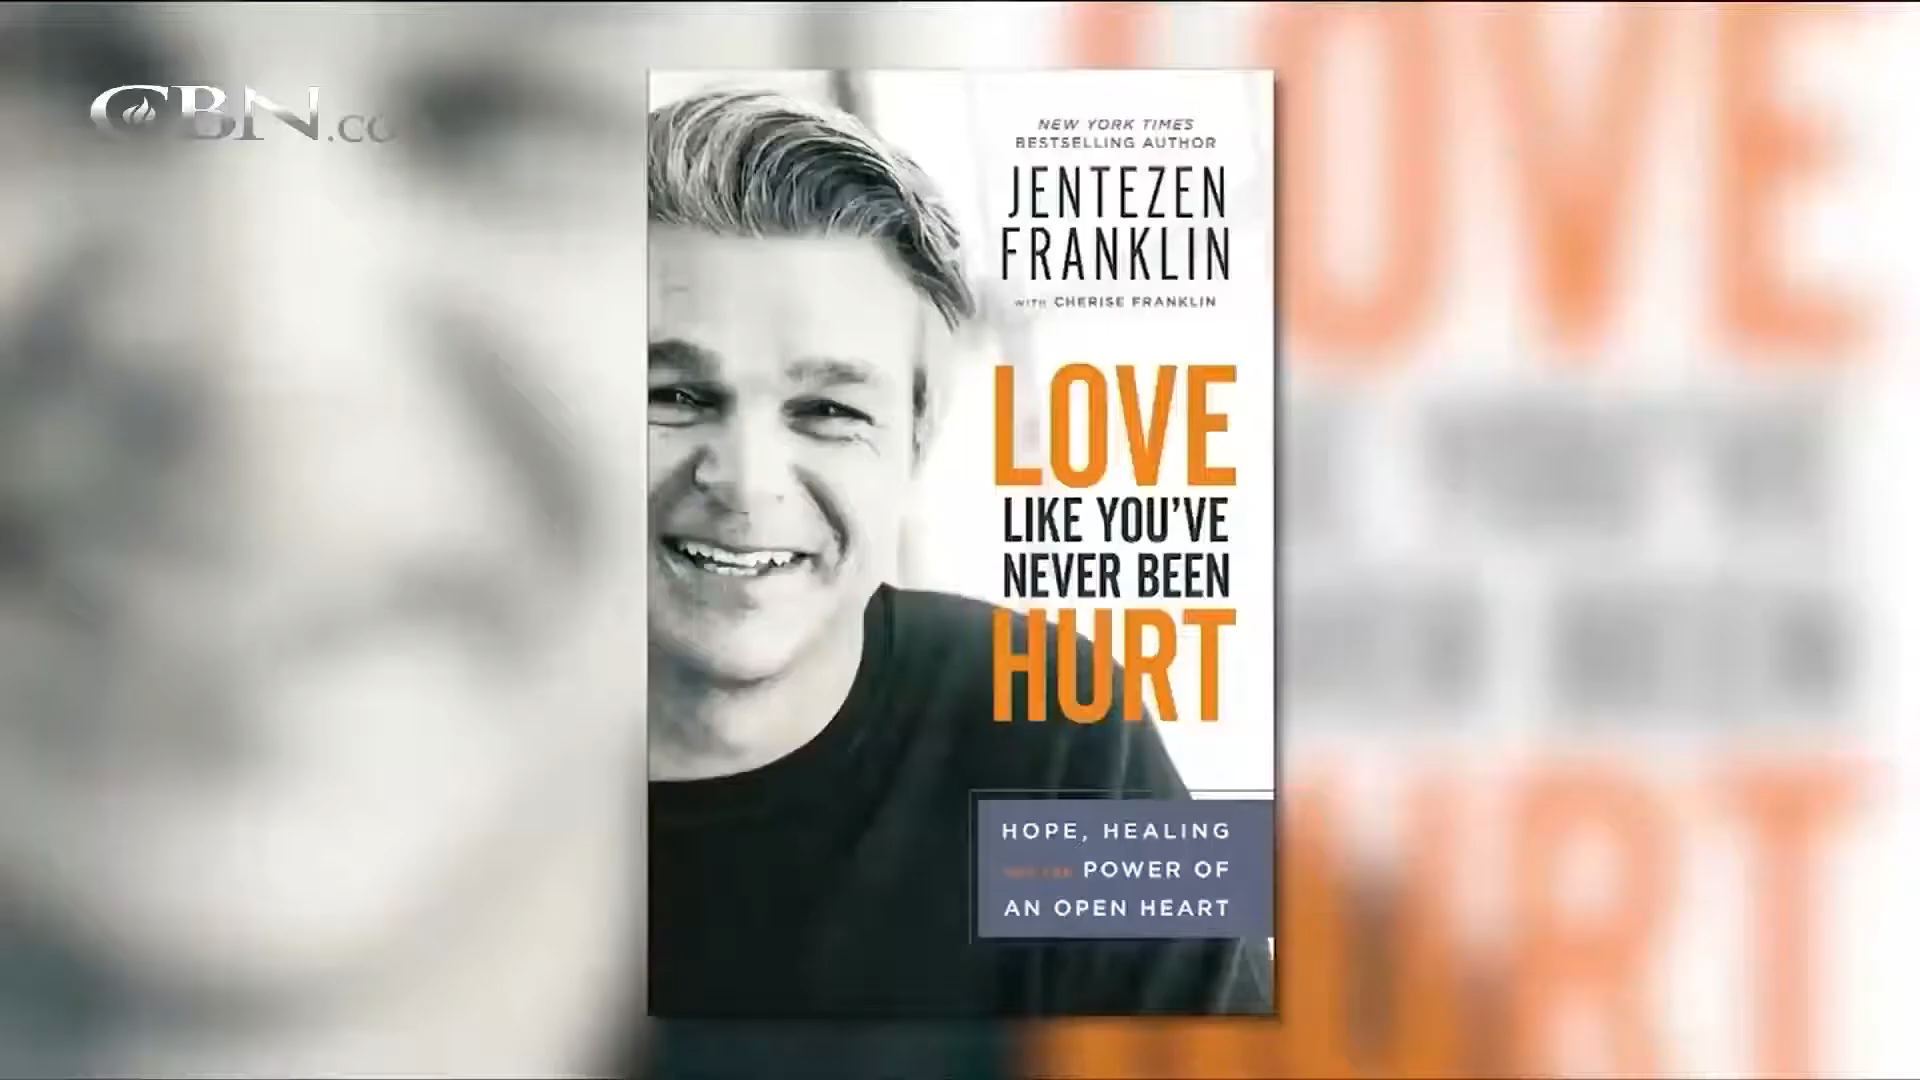 CBN.co
NEW YORK TIMES
BESTSELLING AUTHOR
JENTEZEN
FRANKLIN
WITH CHERISE FRANKLIN
LOVE
LIKE YOU'VE
NEVER BEEN
HURT
HOPE, HEALING
POWER OF
AN OPEN HEART